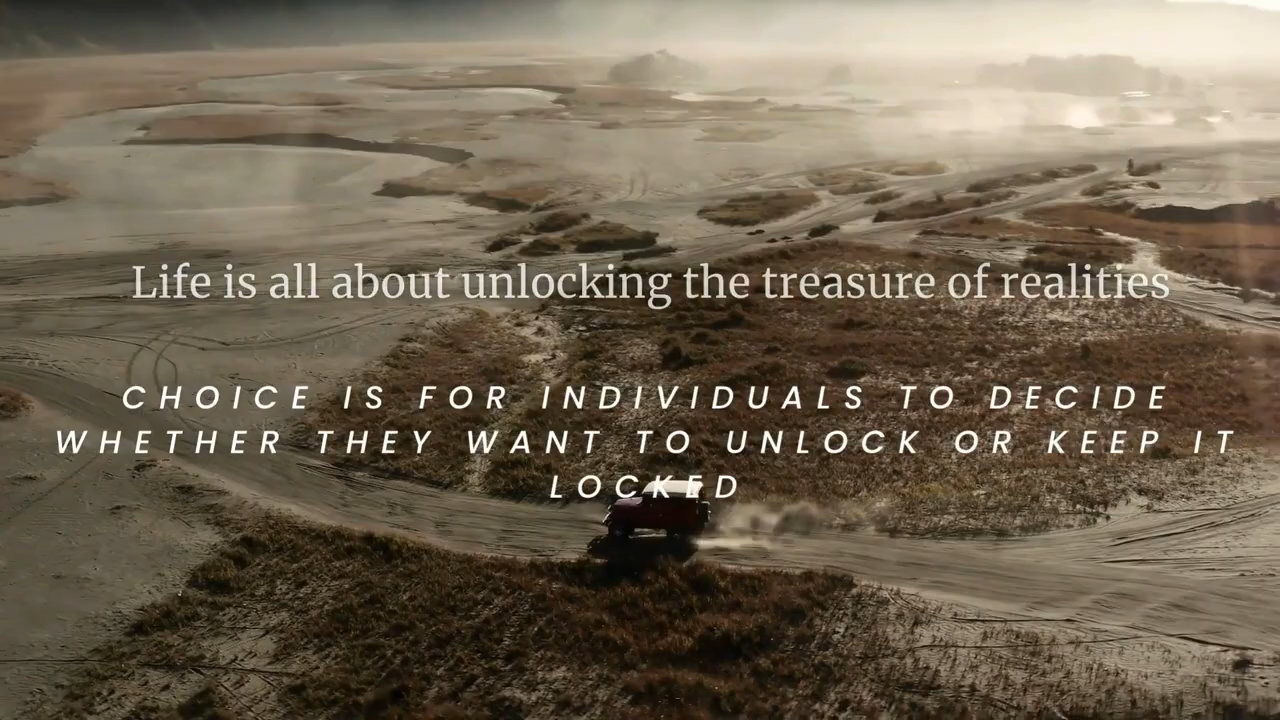 Life is all about unlocking the treasure of realities
CHOICE IS FOR INDIVIDUALS TO DECIDE
WHETHER THEY WANT TO UNLOCK OR KEEP IT
LOCKED